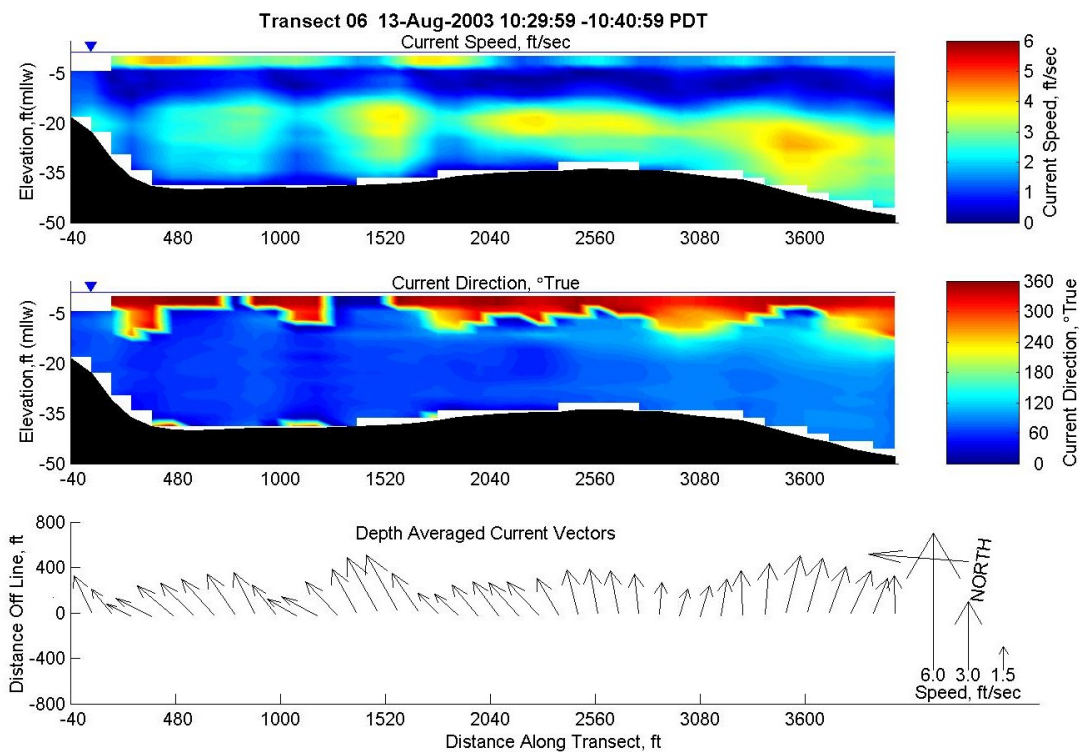 Transect 06 13-Aug-2003 10:29:59 -10:40:59 PDT
Current Speed, ft/sec
Elevation,ft(mllw)
-5
-20
-35
-50
-40 480 1000 1520 2040 2560 3080 3600
6
5
4
3
2
1
0
Current Speed, ft/sec
Current Direction, °True
Elevation,ft (mllw)
-5
-20
-35
-50
-40 480 1000 1520 2040 2560 3080 3600
360
300
240
180
120
60
0
Current Direction, °True
Depth Averaged Current Vectors
Distance Off Line, ft
800
400
0
-400
-800
-40 480 1000 1520 2040 2560 3080 3600
Distance Along Transect, ft
NORTH
6.0 3.0 1.5
Speed, ft/sec